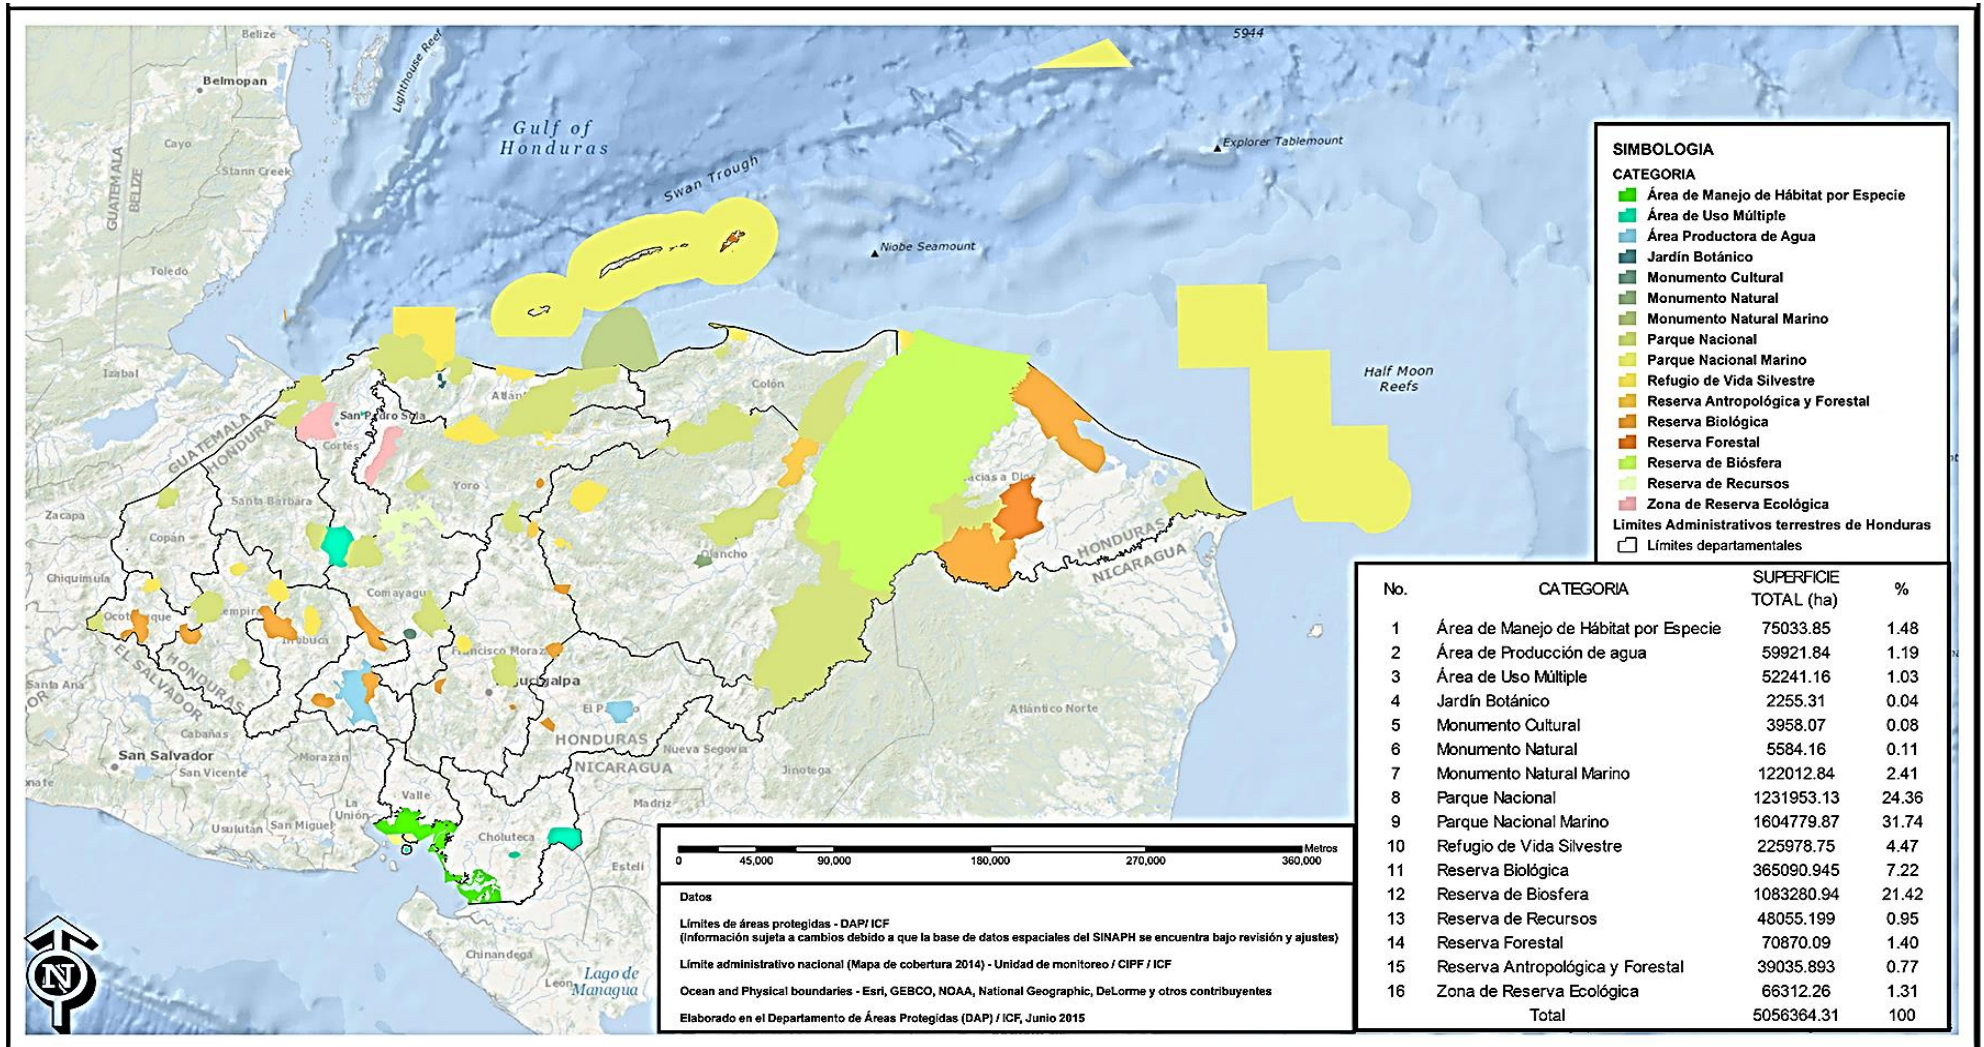 Belize
Belmopan
Cayo
Stann Creek
GUATEMALA
BELIZE
Toledo
Izabal
Lighthouse Reef
Gulf of
Honduras
Swan Trough
5944
Explorer Tablemount
Niobe Seamount
Half Moon
Reefs
GUATEMALA
HONDURA
San Pedro Sula
Cortés
Atlánt
Colón
Yoro
Santa Bárbara
Zacapa
Copán
Chiquimula
Comayagu
Olancho
acias a Dio
HONDURAS
NICARAGUA
Ocot que
empira
Intibucá
Francisco Moraz
ucigalpa
EL SALVADOR
HONDURAS
Santa Ana
Cabañas
San Salvador
San Vicente
Morazán
La
Unión
Usulután
San Miguel
Valle
Choluteca
El P o
HONDURAS
NICARAGUA
Nueva Segovia
Jinotega
Atlántico Norte
Madriz
Estelí
Chinandega
Leon
Lago de
Managua
N
SIMBOLOGIA
CATEGORIA
Área de Manejo de Hábitat por Especie
Área de Uso Múltiple
Área Productora de Agua
Jardín Botánico
Monumento Cultural
Monumento Natural
Monumento Natural Marino
Parque Nacional
Parque Nacional Marino
Refugio de Vida Silvestre
Reserva Antropológica y Forestal
Reserva Biológica
Reserva Forestal
Reserva de Biósfera
Reserva de Recursos
Zona de Reserva Ecológica
Limites Administrativos terrestres de Honduras
Límites departamentales
No. CATEGORIA SUPERFICIE TOTAL (ha) %
1 Área de Manejo de Hábitat por Especie 75033.85 1.48
2 Área de Producción de agua 59921.84 1.19
3 Área de Uso Múltiple 52241.16 1.03
4 Jardín Botánico 2255.31 0.04
5 Monumento Cultural 3958.07 0.08
6 Monumento Natural 5584.16 0.11
7 Monumento Natural Marino 122012.84 2.41
8 Parque Nacional 1231953.13 24.36
9 Parque Nacional Marino 1604779.87 31.74
10 Refugio de Vida Silvestre 225978.75 4.47
11 Reserva Biológica 365090.945 7.22
12 Reserva de Biosfera 1083280.94 21.42
13 Reserva de Recursos 48055.199 0.95
14 Reserva Forestal 70870.09 1.40
15 Reserva Antropológica y Forestal 39035.893 0.77
16 Zona de Reserva Ecológica 66312.26 1.31
Total 5056364.31 100
Metros
0 45,000 90,000 180,000 270,000 360,000
Datos
Límites de áreas protegidas - DAP/ ICF
(Información sujeta a cambios debido a que la base de datos espaciales del SINAPH se encuentra bajo revisión y ajustes)
Límite administrativo nacional (Mapa de cobertura 2014) - Unidad de monitoreo / CIPF / ICF
Ocean and Physical boundaries - Esri, GEBCO, NOAA, National Geographic, DeLorme y otros contribuyentes
Elaborado en el Departamento de Áreas Protegidas (DAP) / ICF, Junio 2015